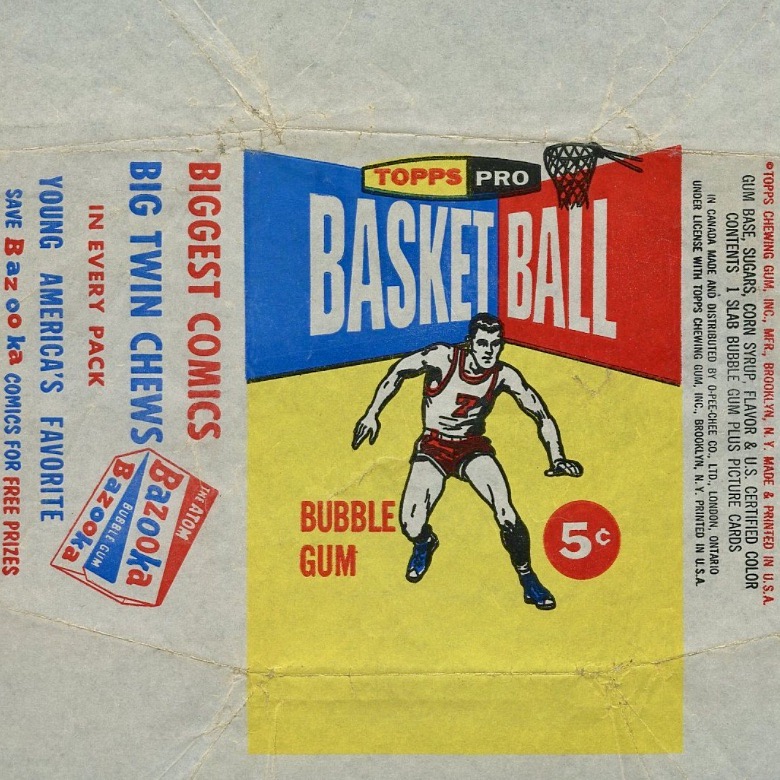 TOPPS PRO
BASKETBALL
7
BUBBLE
GUM
5¢
BIGGEST COMICS
BIG TWIN CHEWS
IN EVERY PACK
YOUNG AMERICA'S FAVORITE
SAVE Bazooka COMICS FOR FREE PRIZES
THE ATOM
Bazooka
BUBBLE GUM
Bazooka
©TOPPS CHEWING GUM, INC., MFR., BROOKLYN, N. Y. MADE & PRINTED IN U.S.A.
GUM BASE, SUGARS, CORN SYRUP, FLAVOR & U.S. CERTIFIED COLOR
CONTENTS 1 SLAB BUBBLE GUM PLUS PICTURE CARDS
IN CANADA MADE AND DISTRIBUTED BY O-PEE-CHEE CO., LTD., LONDON, ONTARIO
UNDER LICENSE WITH TOPPS CHEWING GUM, INC., BROOKLYN, N. Y. PRINTED IN U.S.A.